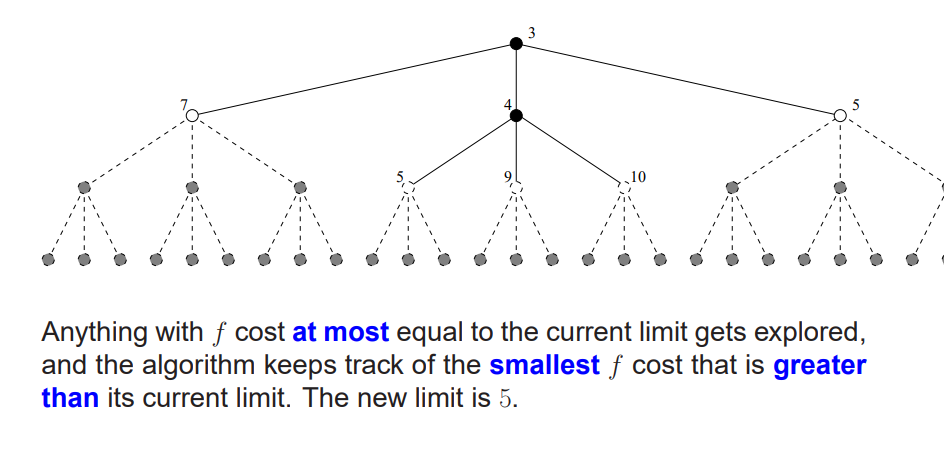 3
7 4 5
5 9 10
Anything with f cost at most equal to the current limit gets explored,
and the algorithm keeps track of the smallest f cost that is greater
than its current limit. The new limit is 5.